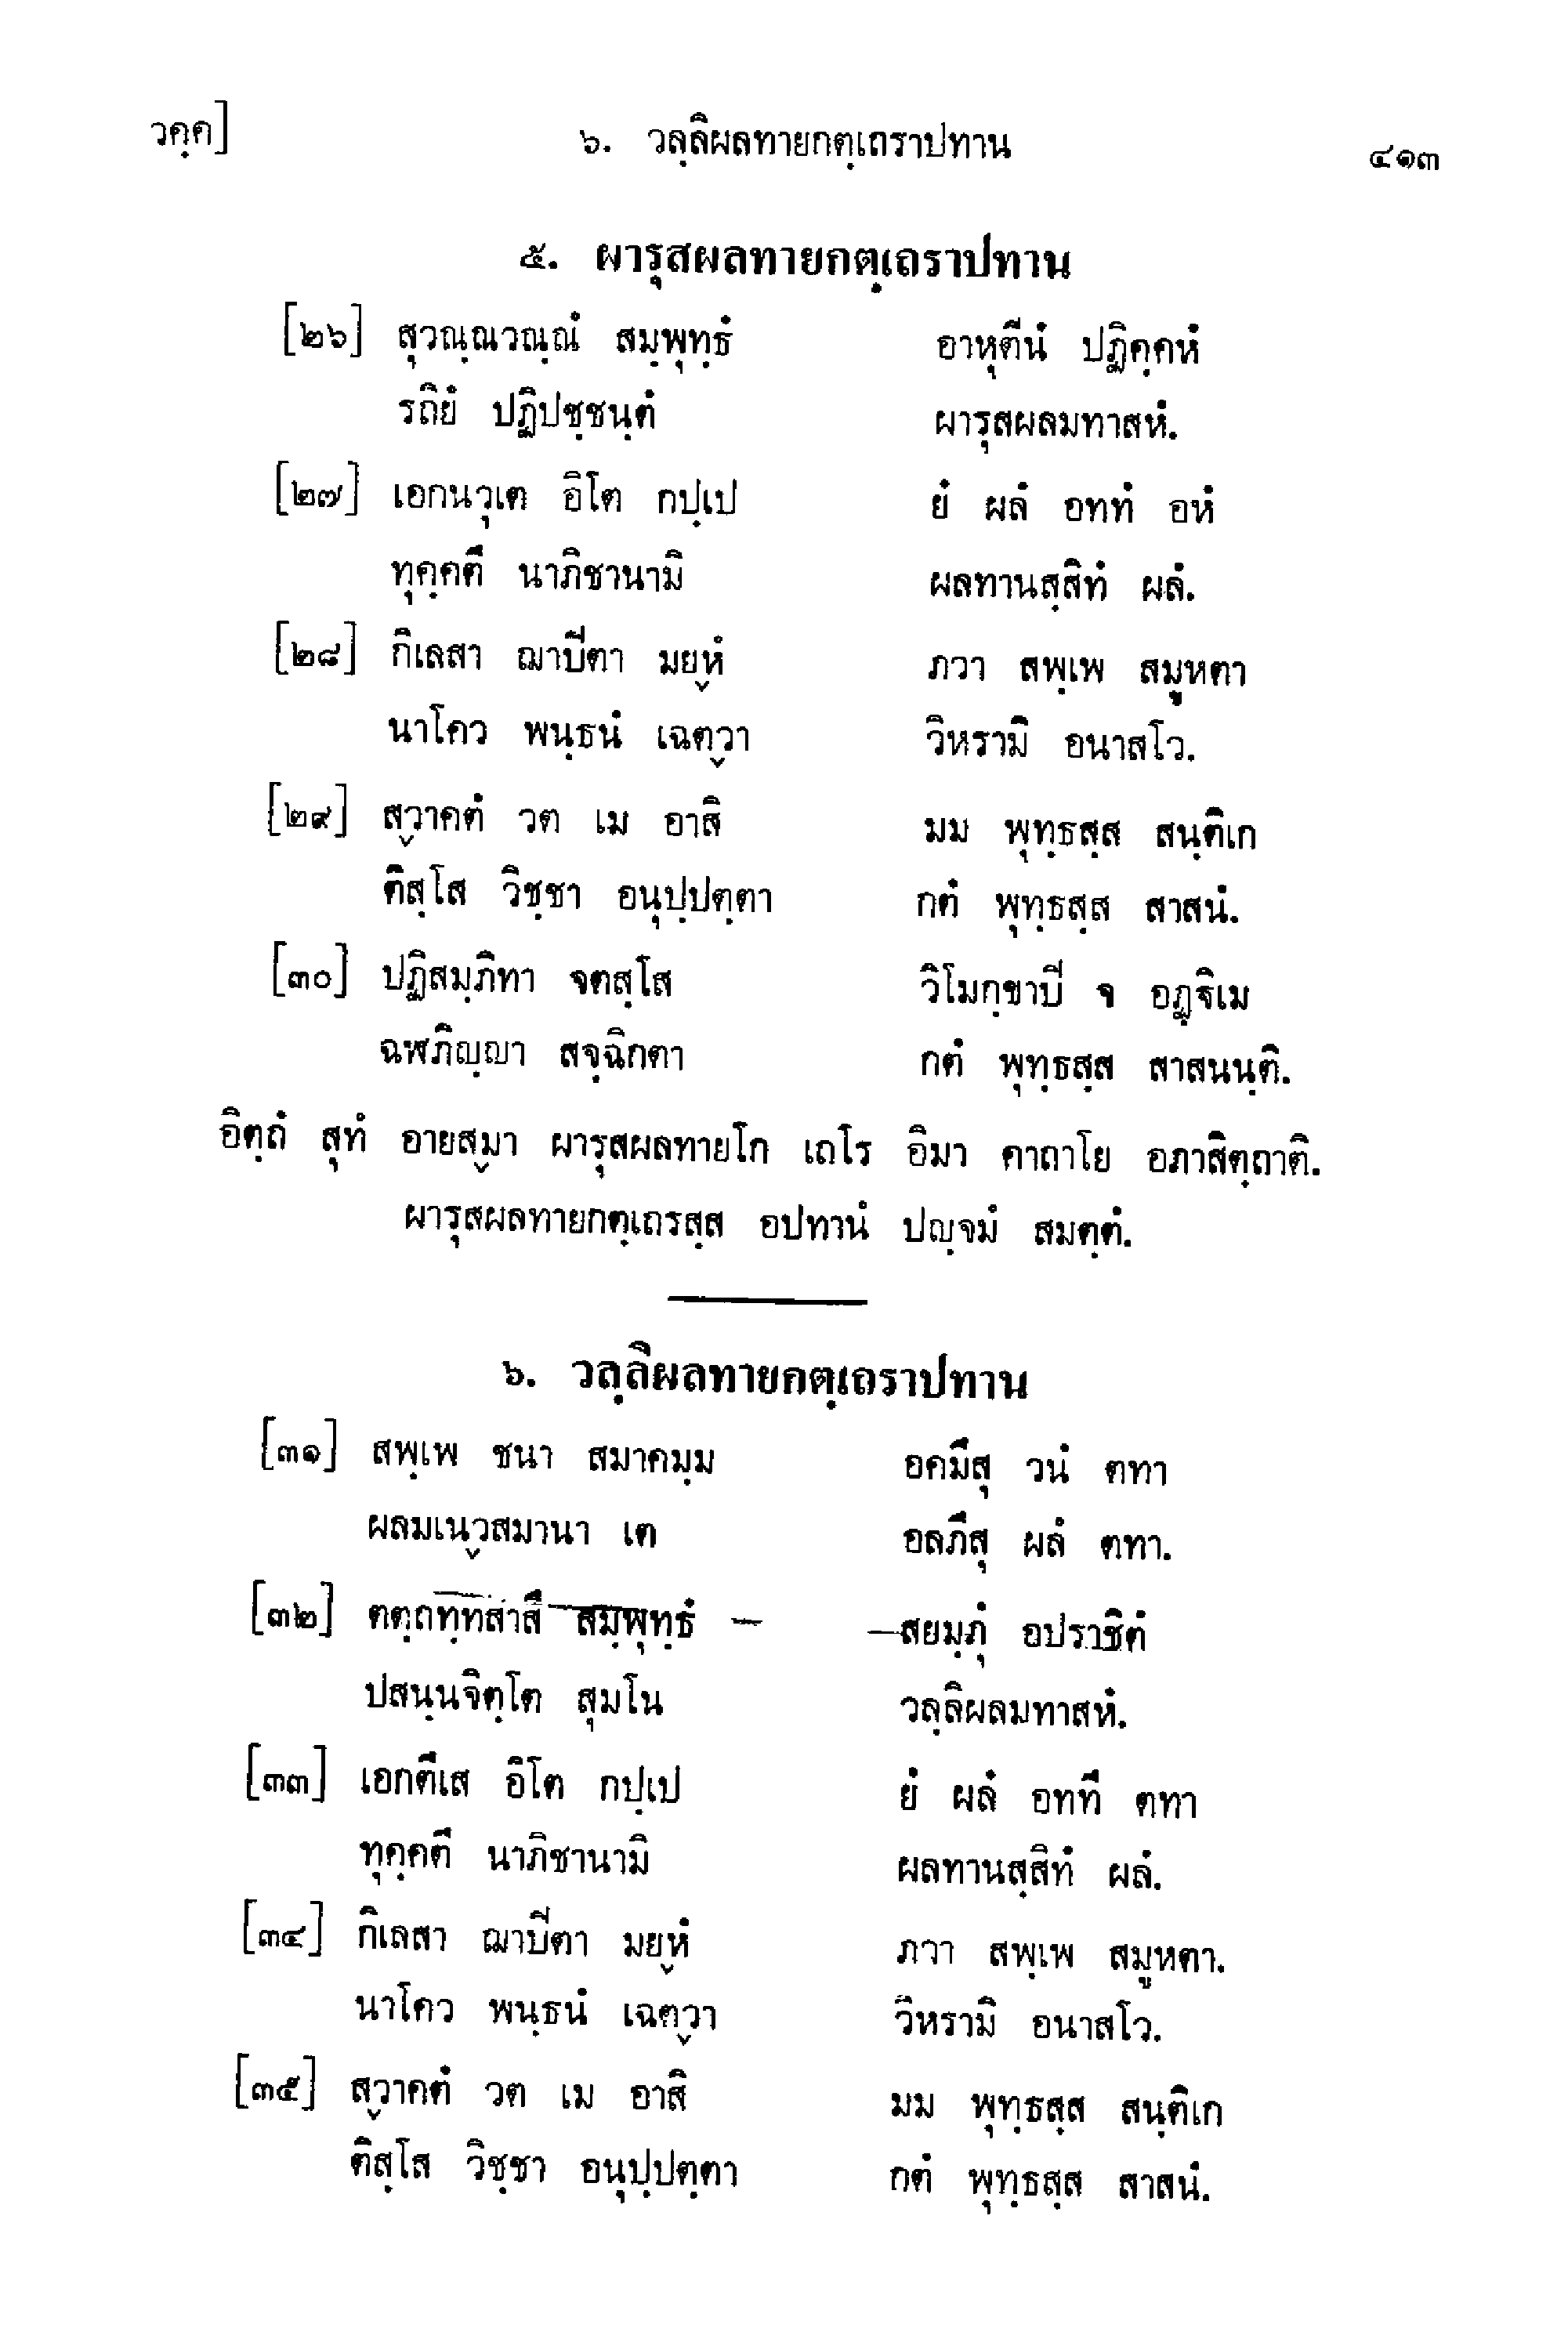 วคฺค] ๖. วลฺลิผลทายกตฺเถราปทาน ๔๑๓
๕. ผารุสผลทายกตฺเถราปทาน
[๒๖] สุวณฺณวณฺณํ สมฺพุทฺธํ อาหุตีนํ ปฏิคฺคหํ
รถิยํ ปฏิปชฺชนฺตํ ผารุสผลมทาสหํ.
[๒๗] เอกนวุเต อิโต กปฺเป ยํ ผลํ อททํ อหํ
ทุคฺคตึ นาภิชานามิ ผลทานสฺสิทํ ผลํ.
[๒๘] กิเลสา ฌาปิตา มยฺหํ ภวา สพฺเพ สมูหตา
นาโคว พนฺธนํ เฉตฺวา วิหรามิ อนาสโว.
[๒๙] สฺวาคตํ วต เม อาสิ มม พุทฺธสฺส สนฺติเก
ติสฺโส วิชฺชา อนุปฺปตฺตา กตํ พุทฺธสฺส สาสนํ.
[๓๐] ปฏิสมฺภิทา จตสฺโส วิโมกฺขาปิ จ อฏฺฐิเม
ฉฬภิญฺญา สจฺฉิกตา กตํ พุทฺธสฺส สาสนนฺติ.
อิตฺถํ สุทํ อายสฺมา ผารุสผลทายโก เถโร อิมา คาถาโย อภาสิตฺถาติ.
ผารุสผลทายกตฺเถรสฺส อปทานํ ปญฺจมํ สมตฺตํ.
๖. วลฺลิผลทายกตฺเถราปทาน
[๓๑] สพฺเพ ชนา สมาคมฺม อคมึสุ วนํ ตทา
ผลมเนฺวสมานา เต อลภึสุ ผลํ ตทา.
[๓๒] ตตฺถทฺทสาสึ สมฺพุทฺธํ สยมฺภุํ อปราชิตํ
ปสนฺนจิตฺโต สุมโน วลฺลิผลมทาสหํ.
[๓๓] เอกตึเส อิโต กปฺเป ยํ ผลํ อททึ ตทา
ทุคฺคตึ นาภิชานามิ ผลทานสฺสิทํ ผลํ.
[๓๔] กิเลสา ฌาปิตา มยฺหํ ภวา สพฺเพ สมูหตา.
นาโคว พนฺธนํ เฉตฺวา วิหรามิ อนาสโว.
[๓๕] สฺวาคตํ วต เม อาสิ มม พุทฺธสฺส สนฺติเก
ติสฺโส วิชฺชา อนุปฺปตฺตา กตํ พุทฺธสฺส สาสนํ.